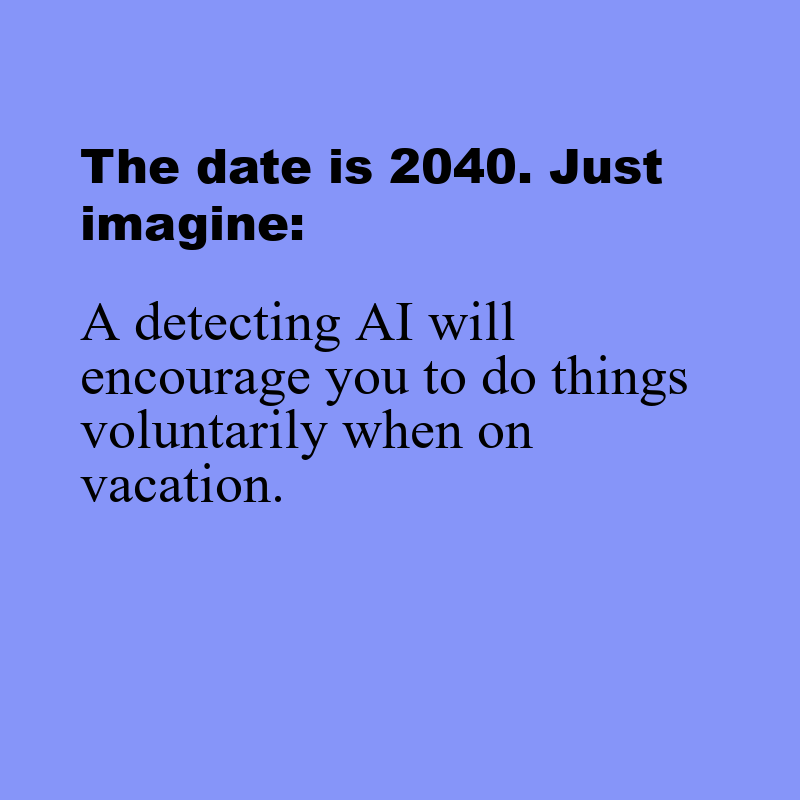 The date is 2040. Just
imagine:
A detecting AI will
encourage you to do things
voluntarily when on
vacation.